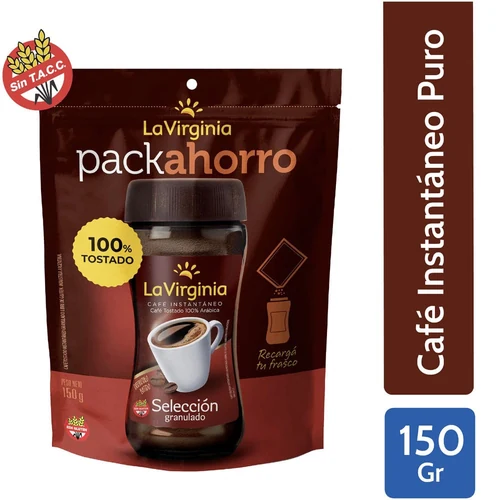 Sin T.A.C.C.
LaVirginia
packahorro
100%
TOSTADO
LaVirginia
CAFÉ INSTANTÁNEO
Café Tostado 100% Arábica
Recargá
tu frasco
Selección
granulado
PESO NETO
150 g
Café Instantáneo Puro
150
Gr